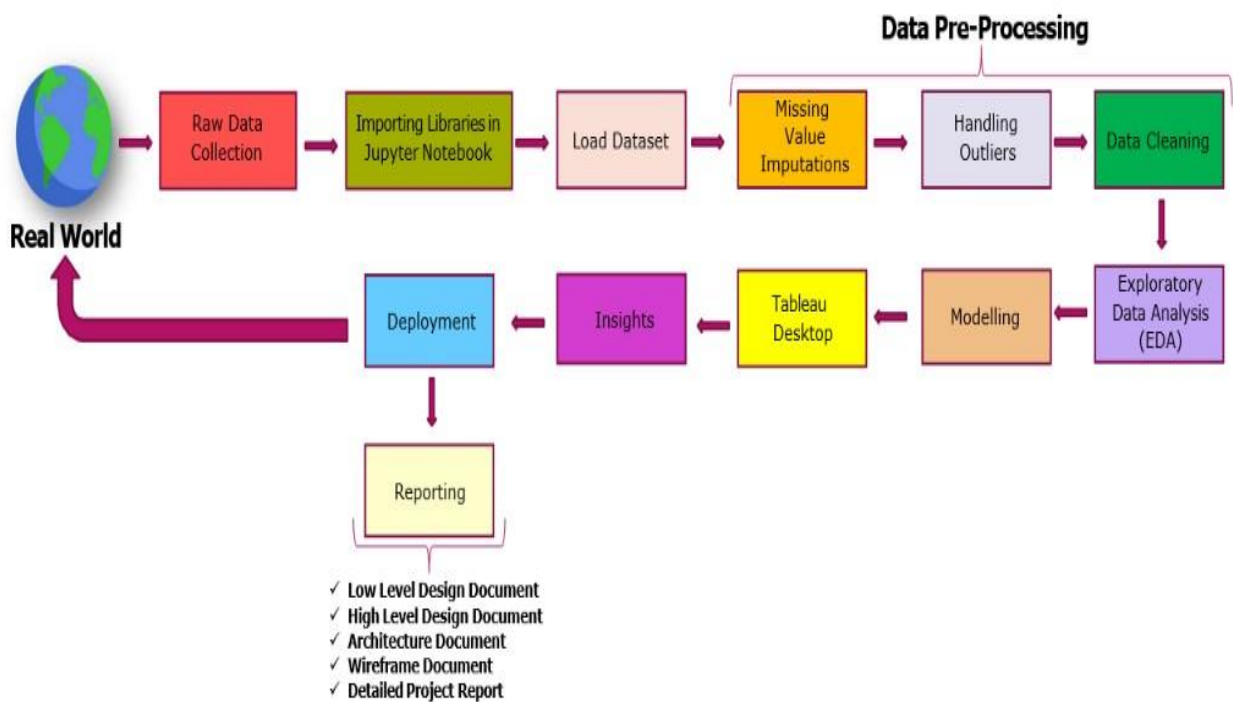 Data Pre-Processing
Raw Data
Collection
Importing Libraries in
Jupyter Notebook
Load Dataset
Missing
Value
Imputations
Handling
Outliers
Data Cleaning
Real World
Deployment
Insights
Tableau
Desktop
Modelling
Exploratory
Data Analysis
(EDA)
Reporting
✓ Low Level Design Document
✓ High Level Design Document
✓ Architecture Document
✓ Wireframe Document
✓ Detailed Project Report